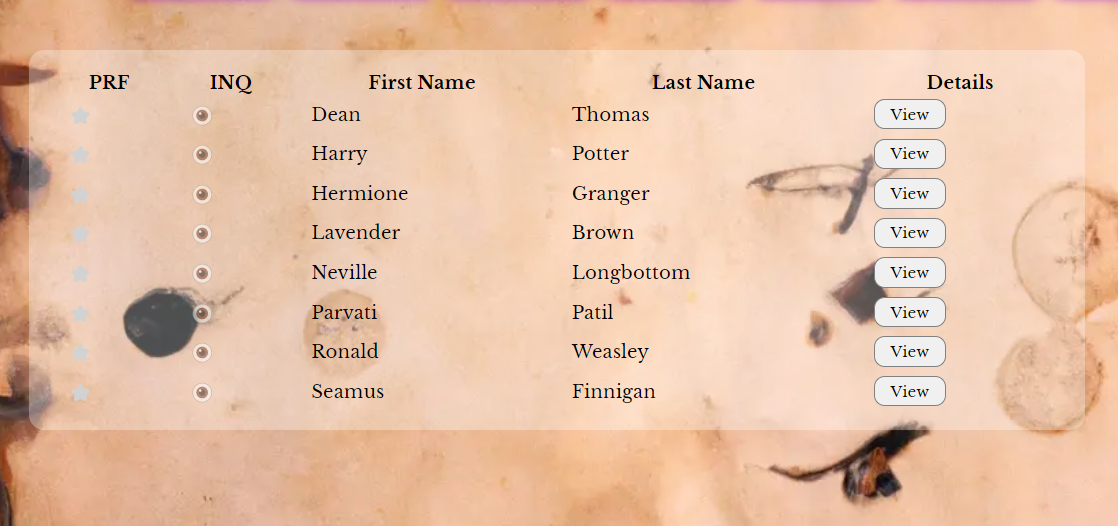 PRF INQ First Name Last Name Details
Dean Thomas View
Harry Potter View
Hermione Granger View
Lavender Brown View
Neville Longbottom View
Parvati Patil View
Ronald Weasley View
Seamus Finnigan View